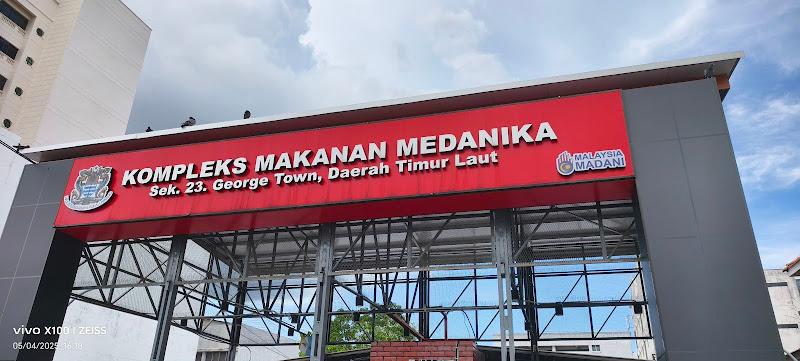 KOMPLEKS MAKANAN MEDANIKA
Sek. 23. George Town, Daerah Timur Laut
MALAYSIA
MADANI
vivo X100 | ZEISS
05/04/2025 16:18